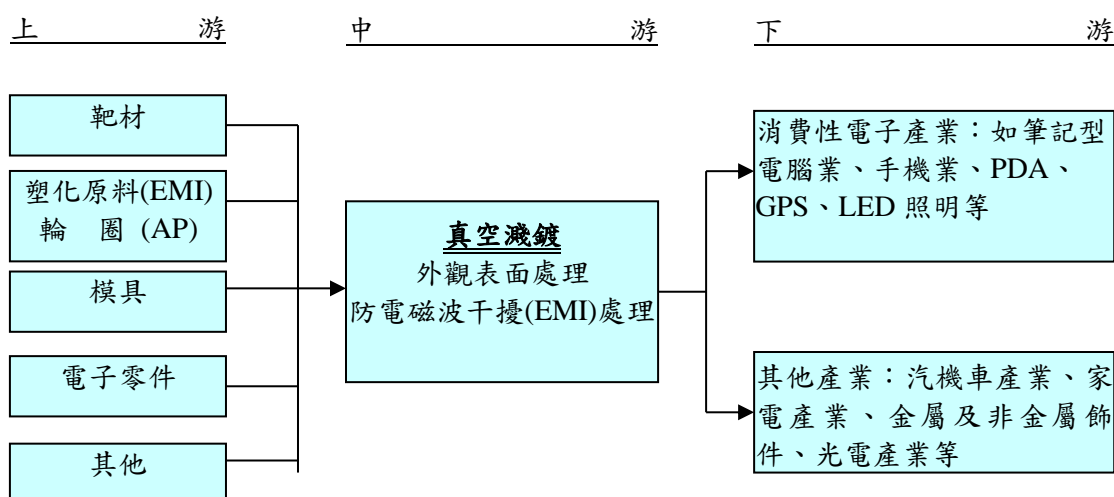 上游
中游
下游
靶材
塑化原料(EMI)
輪圈 (AP)
模具
電子零件
其他
真空濺鍍
外觀表面處理
防電磁波干擾(EMI)處理
消費性電子產業：如筆記型
電腦業、手機業、PDA、
GPS、LED 照明等
其他產業：汽機車產業、家
電產業、金屬及非金屬飾
件、光電產業等